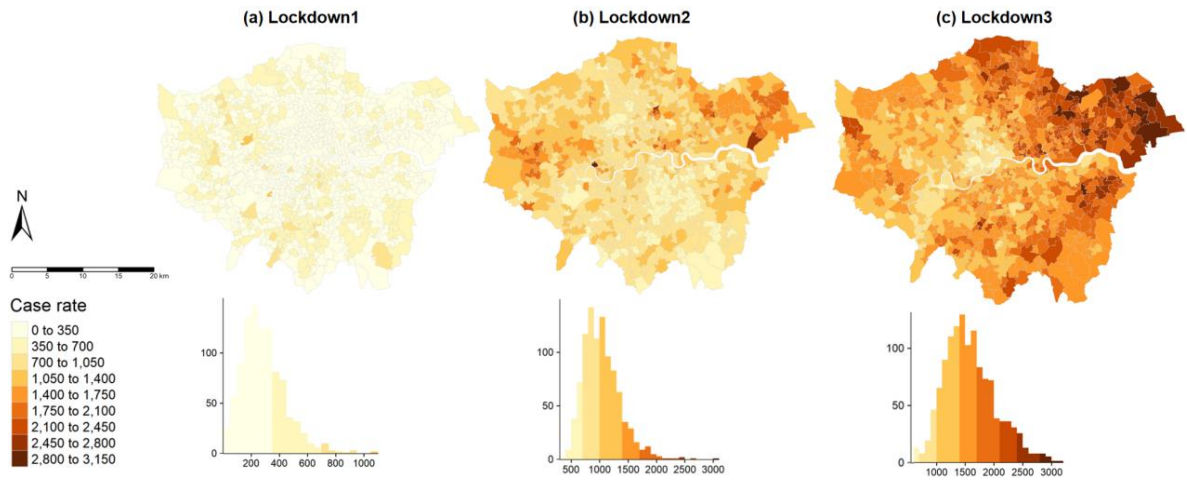 (a) Lockdown1
(b) Lockdown2
(c) Lockdown3
N
0 5 10 15 20 km
Case rate
0 to 350
350 to 700
700 to 1,050
1,050 to 1,400
1,400 to 1,750
1,750 to 2,100
2,100 to 2,450
2,450 to 2,800
2,800 to 3,150
100
50
0
200 400 600 800 1000
100
50
0
500 1000 1500 2000 2500 3000
100
50
0
1000 1500 2000 2500 3000